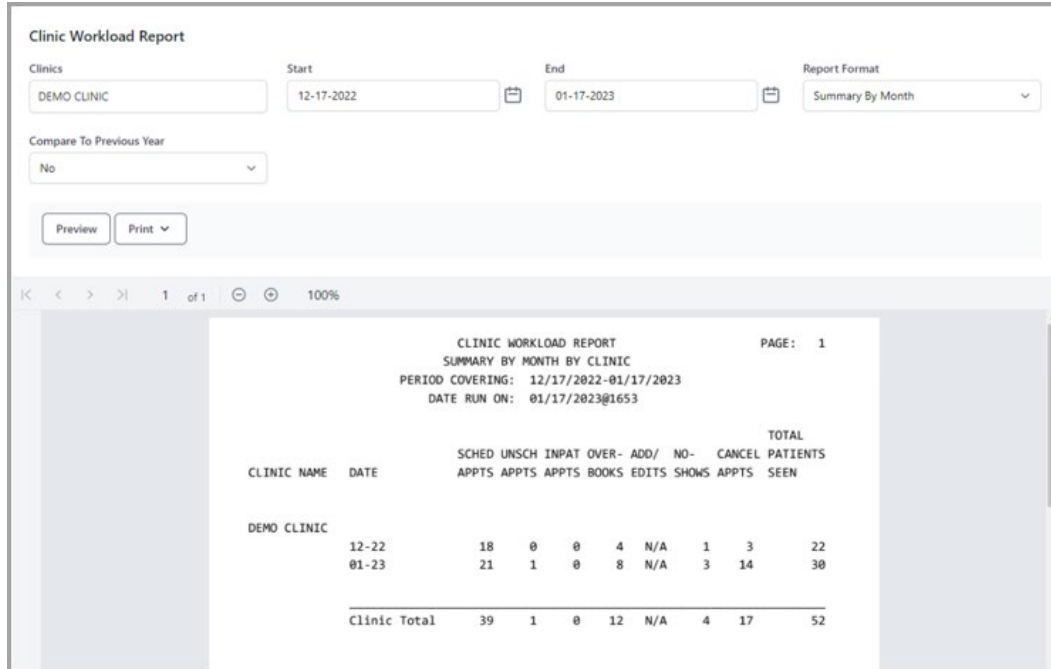 Clinic Workload Report
Clinics Start End Report Format
DEMO CLINIC 12-17-2022 01-17-2023 Summary By Month
Compare To Previous Year
No
Preview Print
1 of 1 100%
CLINIC WORKLOAD REPORT PAGE: 1
SUMMARY BY MONTH BY CLINIC
PERIOD COVERING: 12/17/2022-01/17/2023
DATE RUN ON: 01/17/2023@1653
TOTAL
SCHED UNSCH INPAT OVER- ADD/ NO- CANCEL PATIENTS
CLINIC NAME DATE APPTS APPTS APPTS BOOKS EDITS SHOWS APPTS SEEN
DEMO CLINIC
12-22 18 0 0 4 N/A 1 3 22
01-23 21 1 0 8 N/A 3 14 30
Clinic Total 39 1 0 12 N/A 4 17 52